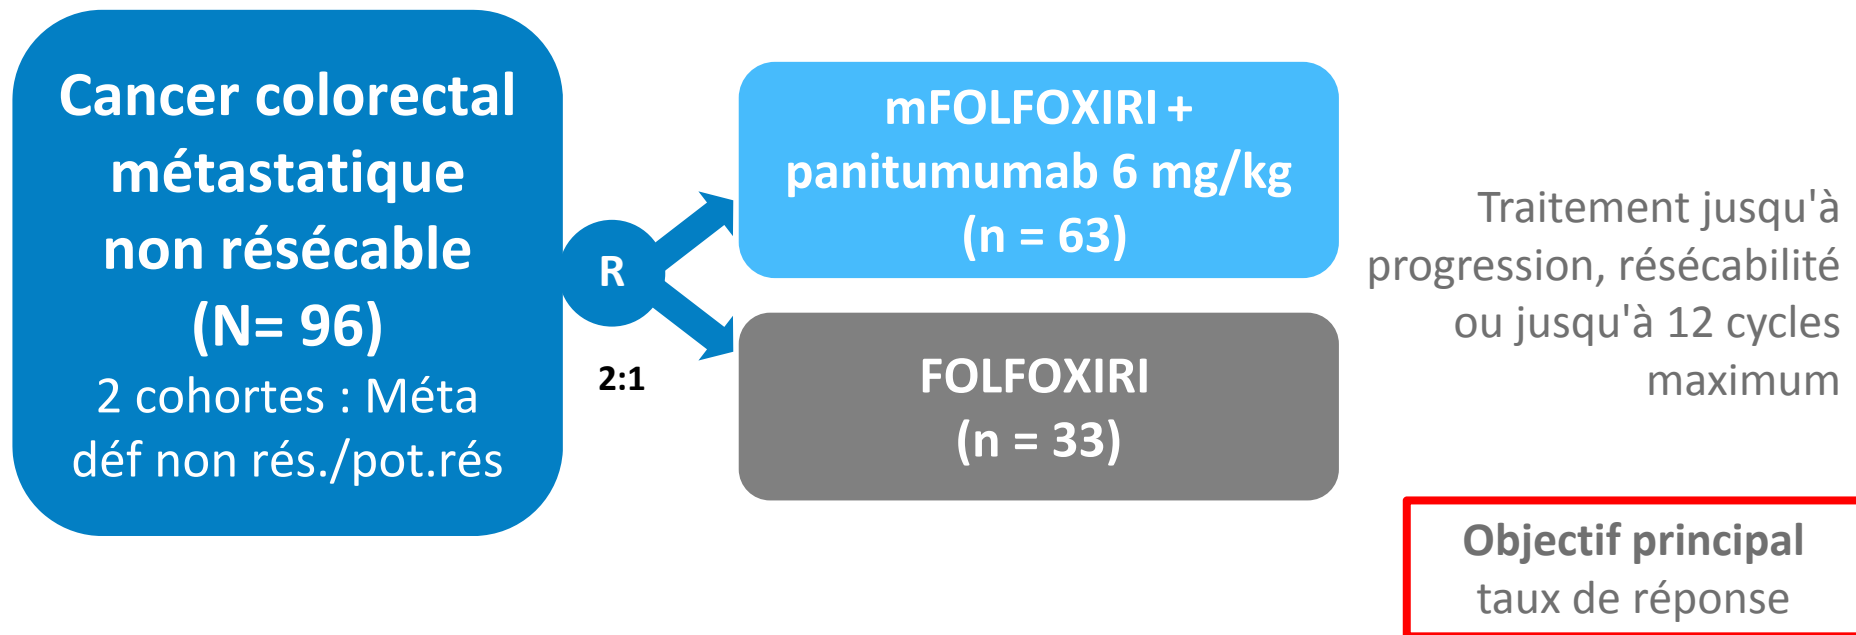 Cancer colorectal
métastatique
non résécable
(N= 96)
2 cohortes : Méta
déf non rés./pot.rés
R
2:1
mFOLFOXIRI +
panitumumab 6 mg/kg
(n = 63)
FOLFOXIRI
(n = 33)
Traitement jusqu'à
progression, résécabilité
ou jusqu'à 12 cycles
maximum
Objectif principal
taux de réponse